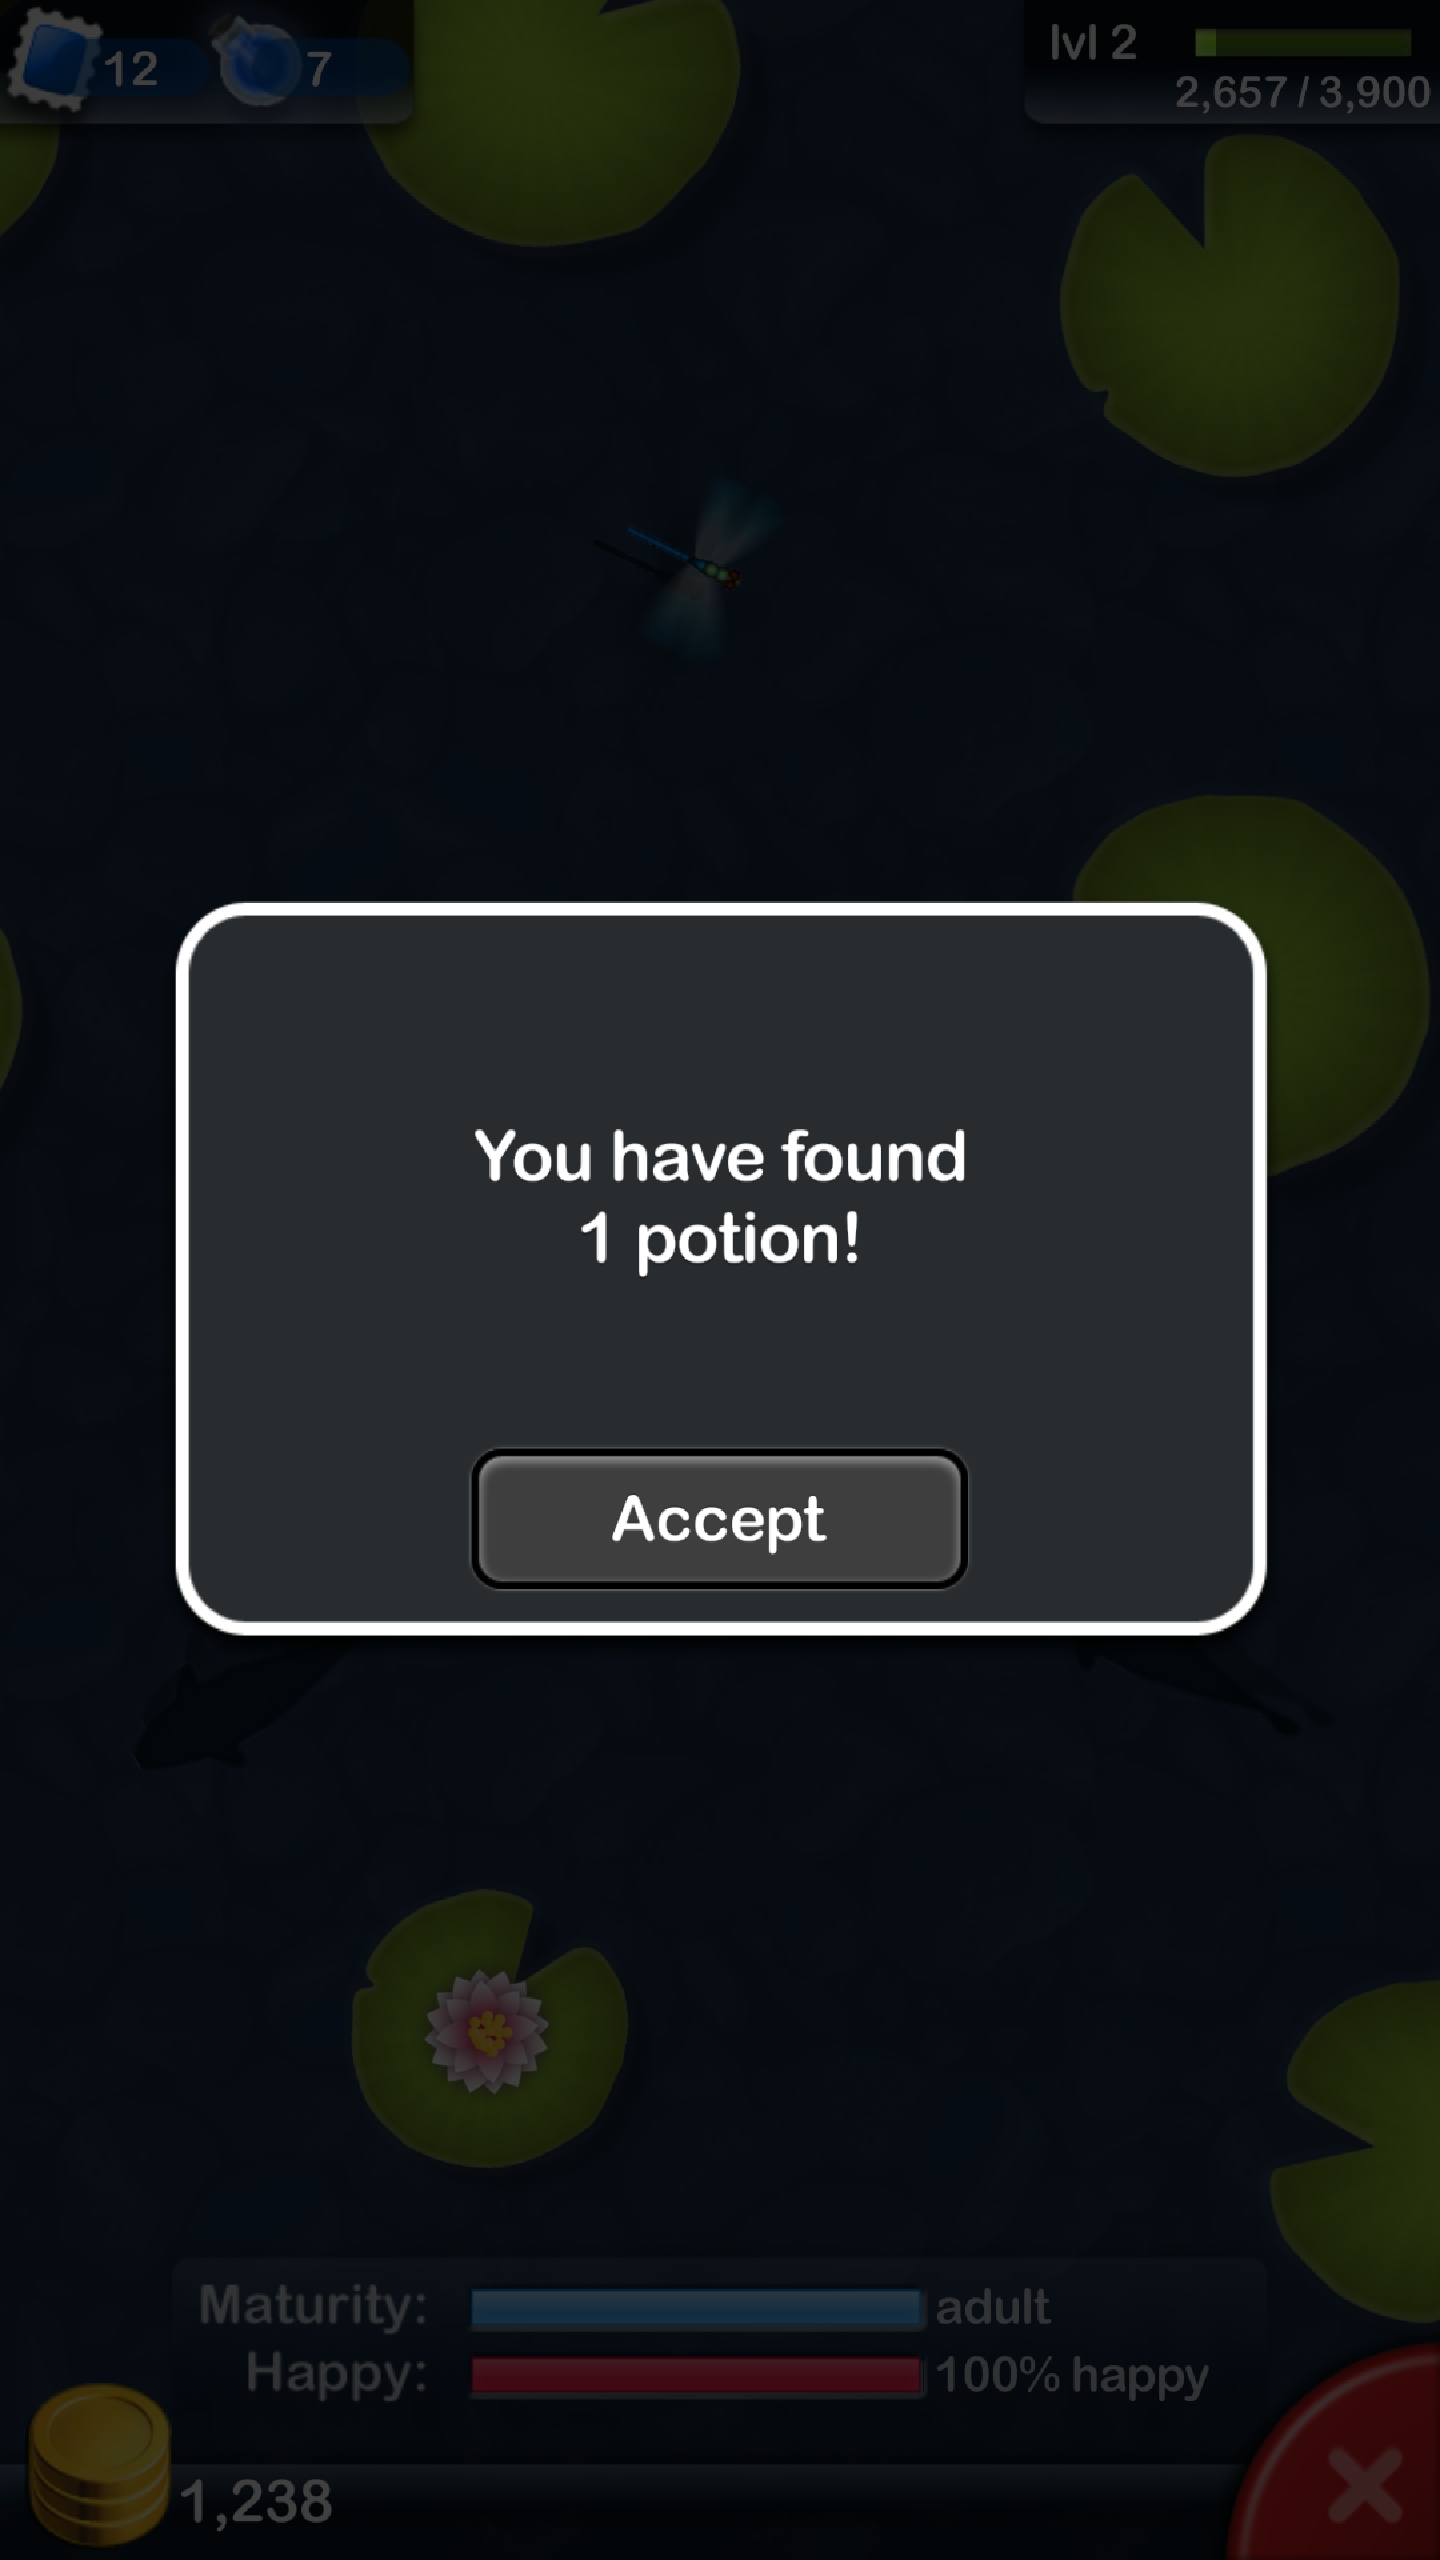 12
7
lvl 2
2,657 / 3,900
You have found
1 potion!
Accept
Maturity: adult
Happy: 100% happy
1,238